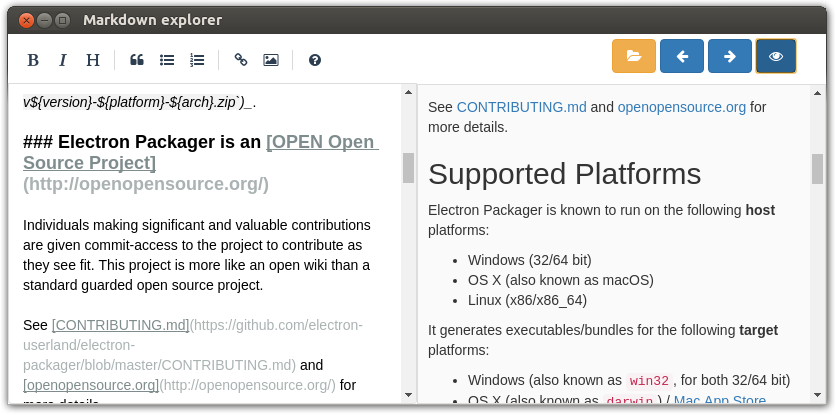 Markdown explorer
B I H
v${version}-${platform}-${arch}.zip`)_.
### Electron Packager is an [OPEN Open
Source Project]
(http://openopensource.org/)
Individuals making significant and valuable contributions
are given commit-access to the project to contribute as
they see fit. This project is more like an open wiki than a
standard guarded open source project.
See [CONTRIBUTING.md](https://github.com/electron-
userland/electron-
packager/blob/master/CONTRIBUTING.md) and
[openopensource.org](http://openopensource.org/) for
more details.
See CONTRIBUTING.md and openopensource.org for
more details.
Supported Platforms
Electron Packager is known to run on the following host
platforms:
• Windows (32/64 bit)
• OS X (also known as macOS)
• Linux (x86/x86_64)
It generates executables/bundles for the following target
platforms:
• Windows (also known as win32, for both 32/64 bit)
• OS X (also known as darwin) / Mac App Store